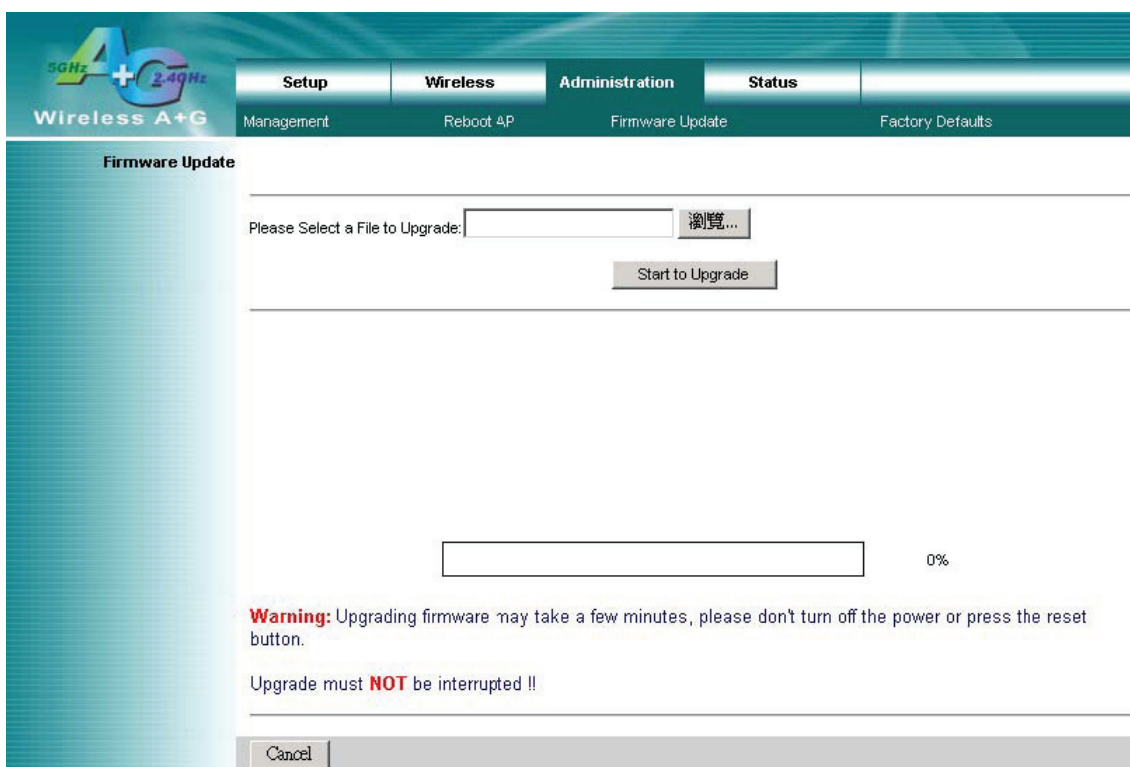 5GHz A+G 2.4GHz
Wireless A+G
Setup Wireless Administration Status
Management Reboot AP Firmware Update Factory Defaults
Firmware Update
Please Select a File to Upgrade: 瀏覽...
Start to Upgrade
0%
Warning: Upgrading firmware may take a few minutes, please don't turn off the power or press the reset
button.
Upgrade must NOT be interrupted !!
Cancel